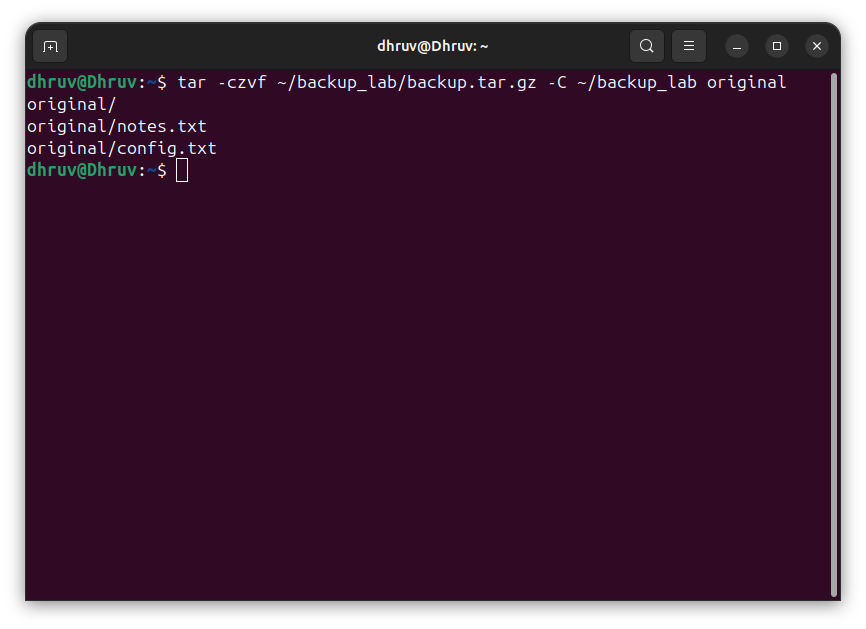 dhruv@Dhruv: ~
dhruv@Dhruv:~$ tar -czvf ~/backup_lab/backup.tar.gz -C ~/backup_lab original
original/
original/notes.txt
original/config.txt
dhruv@Dhruv:~$